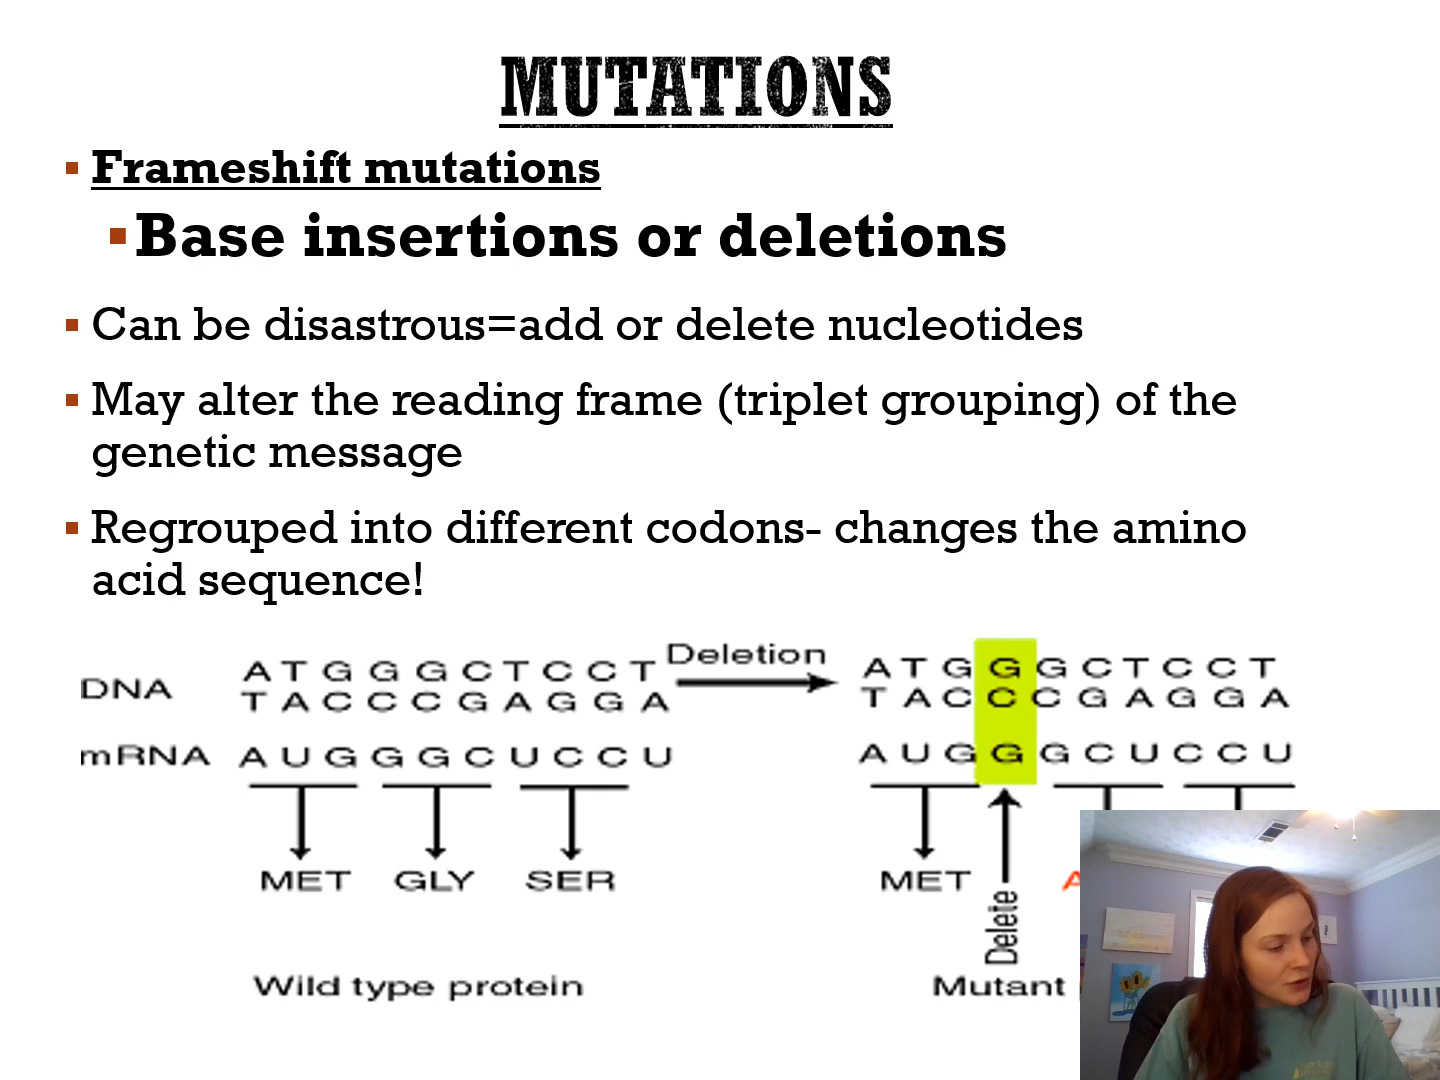 MUTATIONS
Frameshift mutations
Base insertions or deletions
Can be disastrous=add or delete nucleotides
May alter the reading frame (triplet grouping) of the
genetic message
Regrouped into different codons- changes the amino
acid sequence!
Deletion
DNA
A T G G G C T C C T
T A C C C G A G G A
A T G G G C T C C T
T A C C C G A G G A
mRNA
A U G G G C U C C U
A U G G G C U C C U
MET GLY SER
MET
Delete
Wild type protein
Mutant